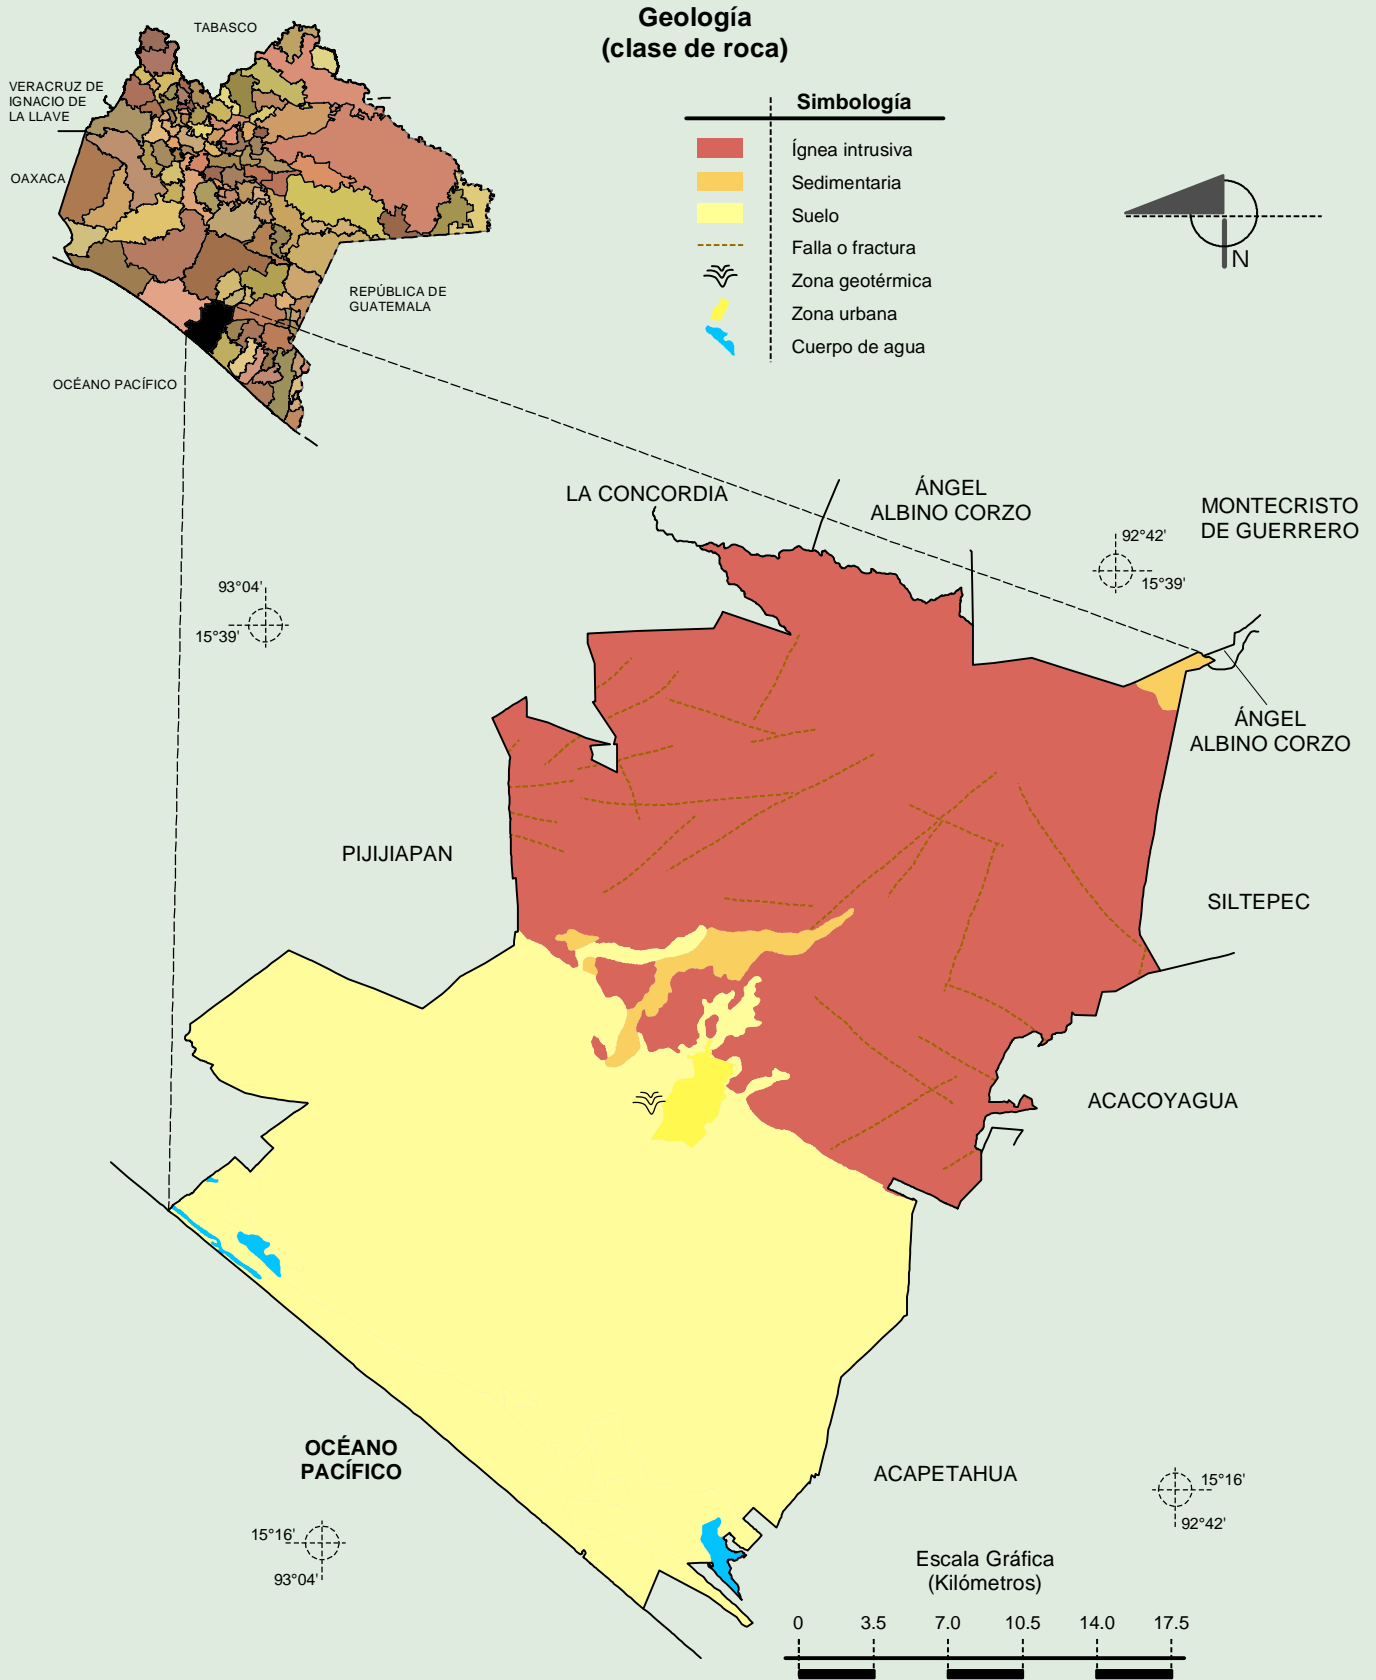 Geología
(clase de roca)
TABASCO
VERACRUZ DE
IGNACIO DE
LA LLAVE
OAXACA
REPÚBLICA DE
GUATEMALA
OCÉANO PACÍFICO
Simbología
Ígnea intrusiva
Sedimentaria
Suelo
Falla o fractura
Zona geotérmica
Zona urbana
Cuerpo de agua
N
LA CONCORDIA
ÁNGEL
ALBINO CORZO
MONTECRISTO
DE GUERRERO
92°42'
15°39'
93°04'
15°39'
ÁNGEL
ALBINO CORZO
PIJIJIAPAN
SILTEPEC
ACACOYAGUA
OCÉANO
PACÍFICO
ACAPETAHUA
15°16'
92°42'
15°16'
93°04'
Escala Gráfica
(Kilómetros)
0 3.5 7.0 10.5 14.0 17.5